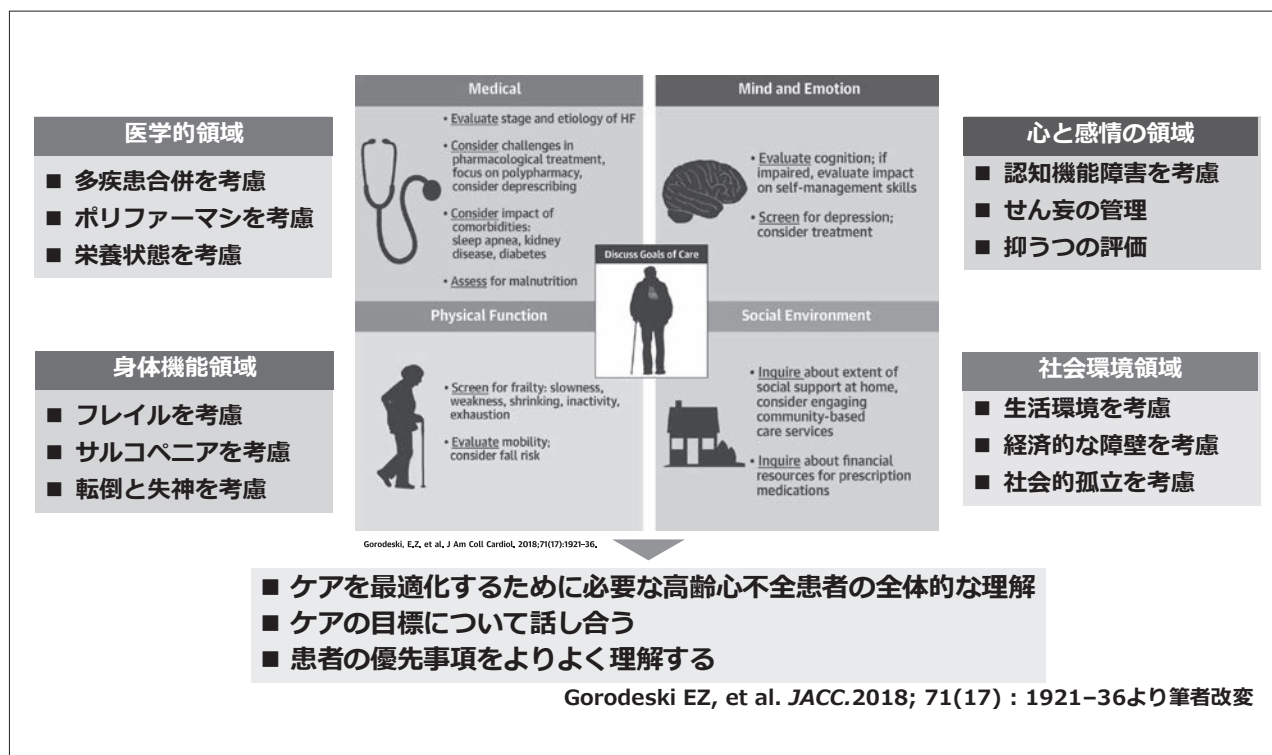 医学的領域
■ 多疾患合併を考慮
■ ポリファーマシを考慮
■ 栄養状態を考慮
身体機能領域
■ フレイルを考慮
■ サルコペニアを考慮
■ 転倒と失神を考慮
Medical
• Evaluate stage and etiology of HF
• Consider challenges in
pharmacological treatment,
focus on polypharmacy,
consider deprescribing
• Consider impact of
comorbidities:
sleep apnea, kidney
disease, diabetes
• Assess for malnutrition
Mind and Emotion
• Evaluate cognition; if
impaired, evaluate impact
on self-management skills
• Screen for depression;
consider treatment
Discuss Goals of Care
Physical Function
• Screen for frailty: slowness,
weakness, shrinking, inactivity,
exhaustion
• Evaluate mobility;
consider fall risk
Social Environment
• Inquire about extent of
social support at home,
consider engaging
community-based
care services
• Inquire about financial
resources for prescription
medications
Gorodeski, E.Z. et al. J Am Coll Cardiol. 2018;71(17):1921–36.
心と感情の領域
■ 認知機能障害を考慮
■ せん妄の管理
■ 抑うつの評価
社会環境領域
■ 生活環境を考慮
■ 経済的な障壁を考慮
■ 社会的孤立を考慮
■ ケアを最適化するために必要な高齢心不全患者の全体的な理解
■ ケアの目標について話し合う
■ 患者の優先事項をよりよく理解する
Gorodeski EZ, et al. JACC.2018; 71(17) : 1921–36より筆者改変